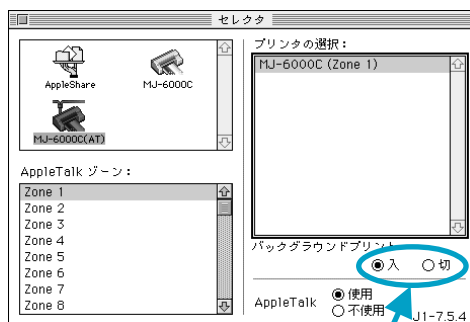 セレクタ
AppleShare
MJ-6000C
MJ-6000C(AT)
AppleTalk ゾーン：
Zone 1
Zone 2
Zone 3
Zone 4
Zone 5
Zone 6
Zone 7
Zone 8
プリンタの選択：
MJ-6000C (Zone 1)
バックグラウンドプリント
入 切
AppleTalk
使用
不使用
J1-7.5.4